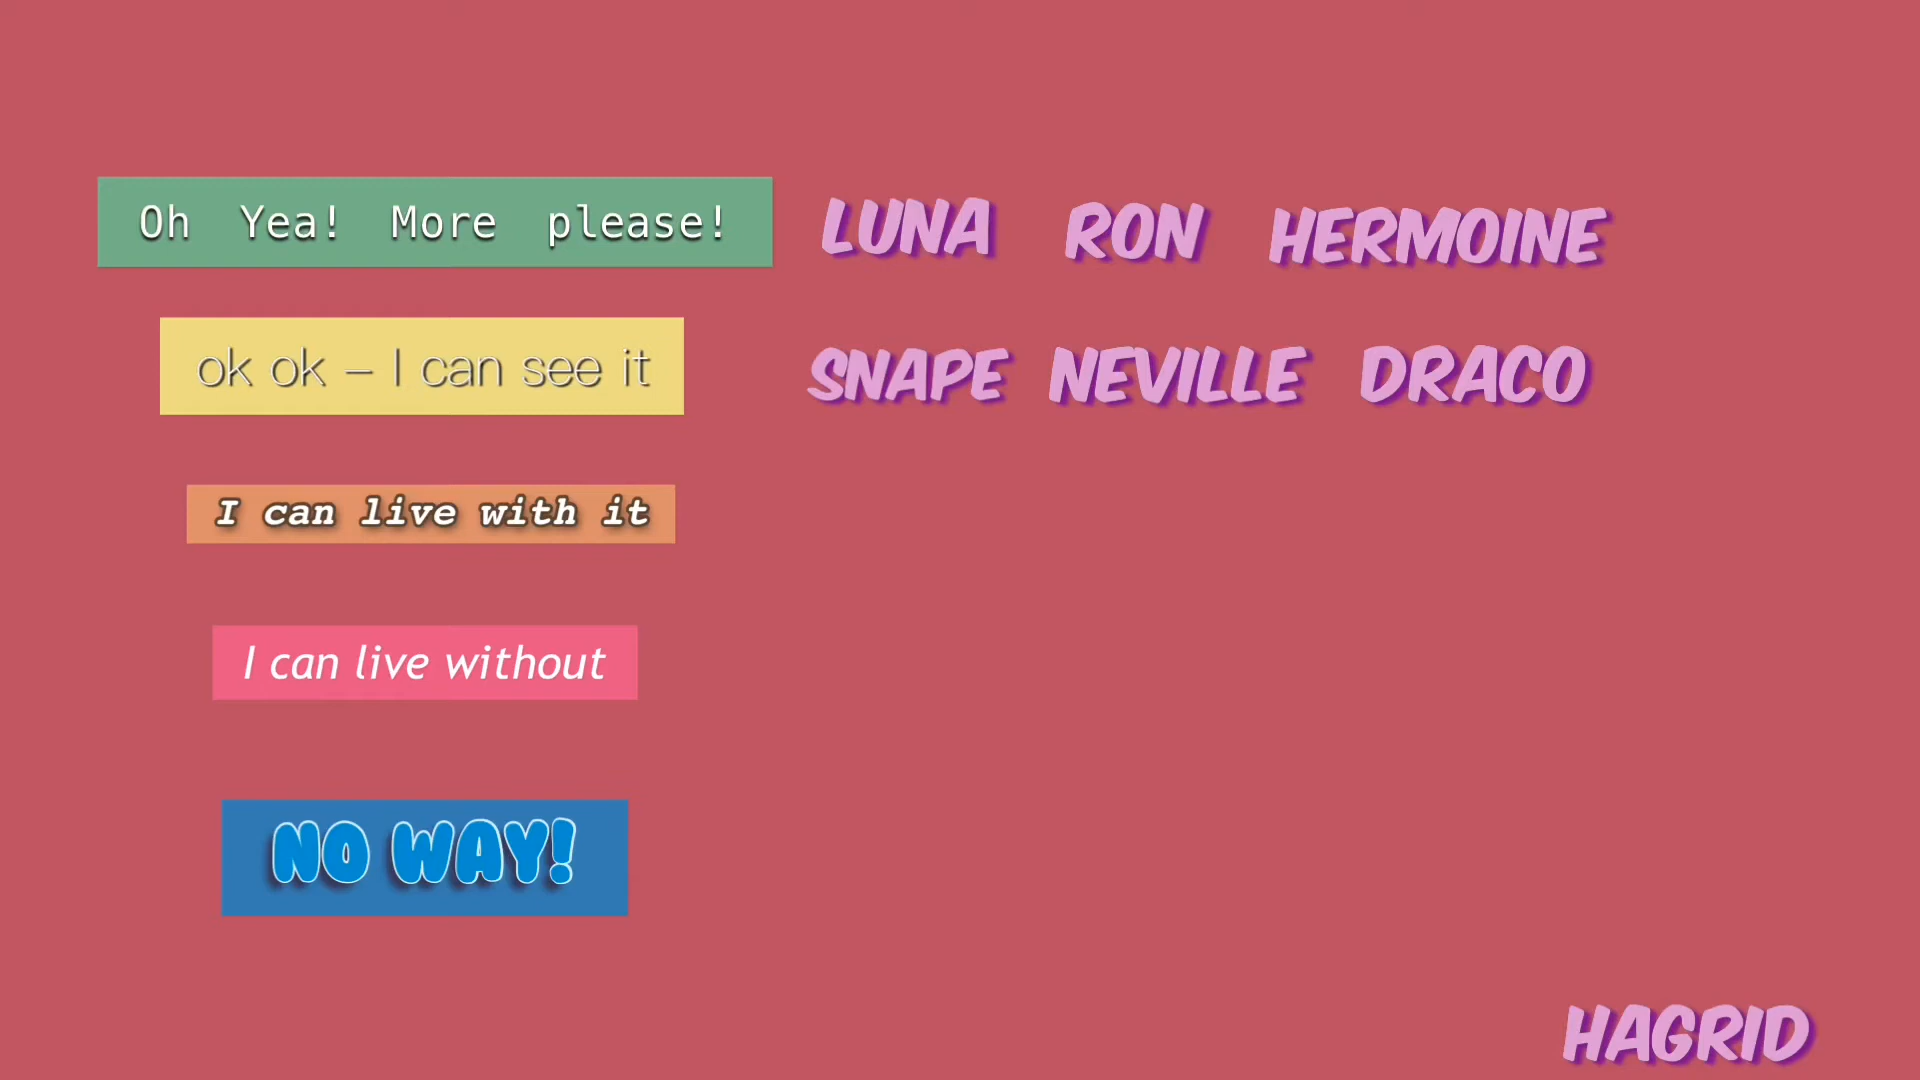 Oh Yea! More please! LUNA RON HERMOINE
ok ok – I can see it SNAPE NEVILLE DRACO
I can live with it
I can live without
NO WAY!
HAGRID